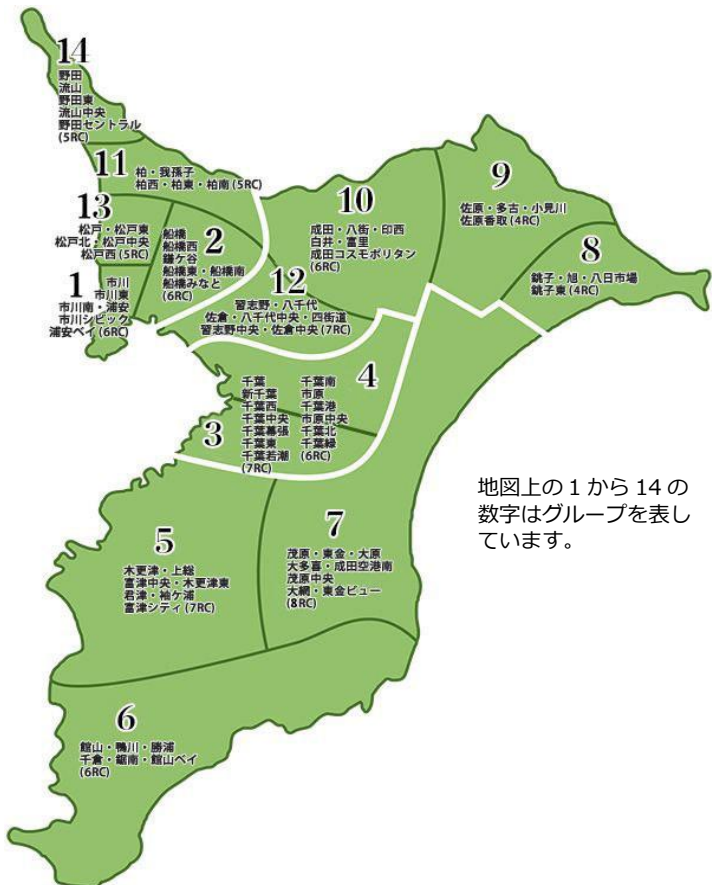 14
野田
流山
野田東
流山中央
野田セントラル
(5RC)
11
柏・我孫子
柏西・柏東・柏南 (5RC)
13
松戸・松戸東
松戸北・松戸中央
松戸西 (5RC)
2
船橋
船橋西
鎌ケ谷
船橋東・船橋南
船橋みなと
(6RC)
1
市川
市川東
市川南・浦安
市川シビック
浦安ベイ (6RC)
10
成田・八街・印西
白井・富里
成田コスモポリタン
(6RC)
9
佐原・多古・小見川
佐原香取 (4RC)
8
銚子・旭・八日市場
銚子東 (4RC)
12
習志野・八千代
佐倉・八千代中央・四街道
習志野中央・佐倉中央 (7RC)
4
千葉南
市原
千葉港
市原中央
千葉北
千葉緑
(6RC)
3
千葉
新千葉
千葉西
千葉中央
千葉幕張
千葉東
千葉若潮
(7RC)
地図上の 1 から 14 の
数字はグループを表し
ています。
7
茂原・東金・大原
大多喜・成田空港南
茂原中央
大網・東金ビュー
(8RC)
5
木更津・上総
富津中央・木更津東
君津・袖ケ浦
富津シティ (7RC)
6
館山・鴨川・勝浦
千倉・鋸南・館山ベイ
(6RC)